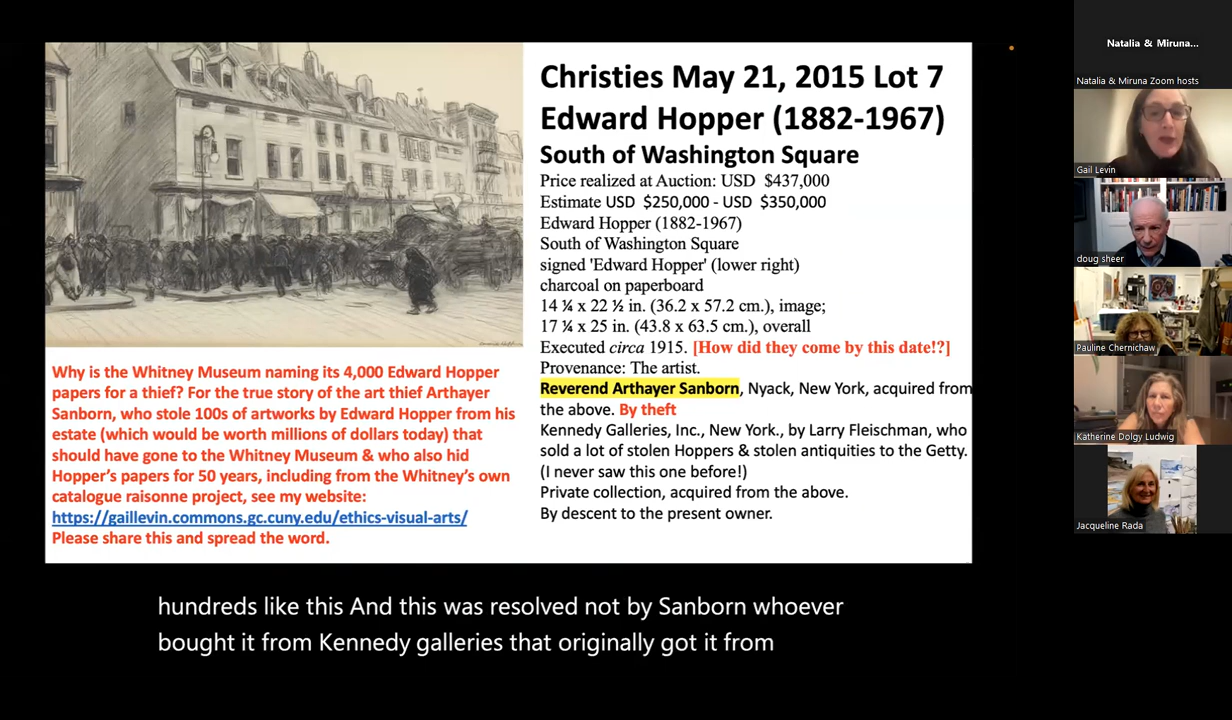 Christies May 21, 2015 Lot 7
Edward Hopper (1882-1967)
South of Washington Square
Price realized at Auction: USD $437,000
Estimate USD $250,000 - USD $350,000
Edward Hopper (1882-1967)
South of Washington Square
signed 'Edward Hopper' (lower right)
charcoal on paperboard
14 ¼ x 22 ½ in. (36.2 x 57.2 cm.), image;
17 ¼ x 25 in. (43.8 x 63.5 cm.), overall
Executed circa 1915. [How did they come by this date!?]
Provenance: The artist.
Reverend Arthayer Sanborn, Nyack, New York, acquired from
the above. By theft
Kennedy Galleries, Inc., New York., by Larry Fleischman, who
sold a lot of stolen Hoppers & stolen antiquities to the Getty.
(I never saw this one before!)
Private collection, acquired from the above.
By descent to the present owner.
Why is the Whitney Museum naming its 4,000 Edward Hopper
papers for a thief? For the true story of the art thief Arthayer
Sanborn, who stole 100s of artworks by Edward Hopper from his
estate (which would be worth millions of dollars today) that
should have gone to the Whitney Museum & who also hid
Hopper's papers for 50 years, including from the Whitney's own
catalogue raisonne project, see my website:
https://gaillevin.commons.gc.cuny.edu/ethics-visual-arts/
Please share this and spread the word.
hundreds like this And this was resolved not by Sanborn whoever
bought it from Kennedy galleries that originally got it from
Natalia & Miruna...
Natalia & Miruna Zoom hosts
Gail Levin
doug sheer
Pauline Chernichaw
Katherine Dolgy Ludwig
Jacqueline Rada